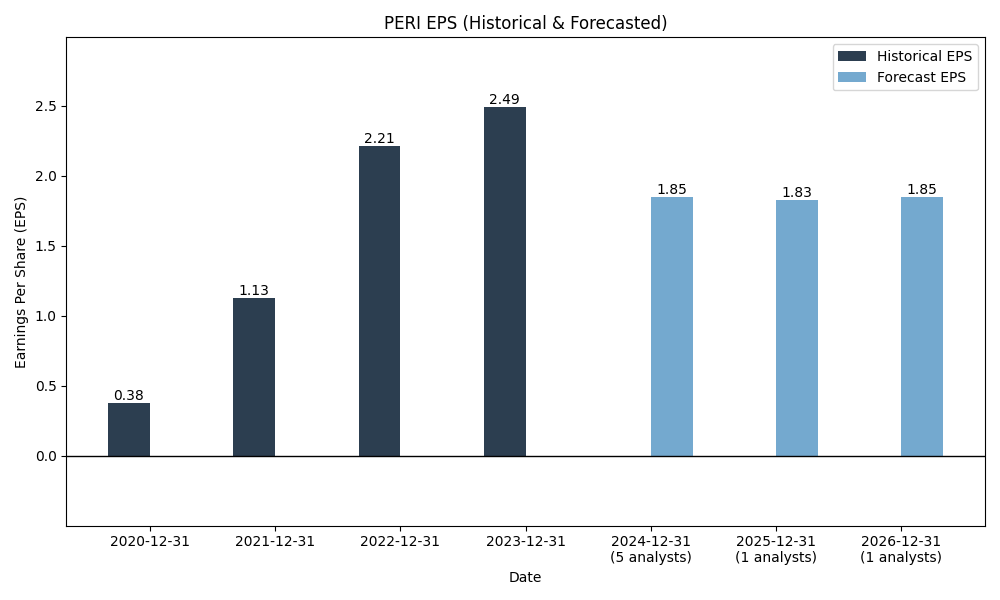 PERI EPS (Historical & Forecasted)
Historical EPS
Forecast EPS
Earnings Per Share (EPS)
2.5
2.0
1.5
1.0
0.5
0.0
0.38
1.13
2.21
2.49
1.85
1.83
1.85
2020-12-31
2021-12-31
2022-12-31
2023-12-31
2024-12-31
(5 analysts)
2025-12-31
(1 analysts)
2026-12-31
(1 analysts)
Date